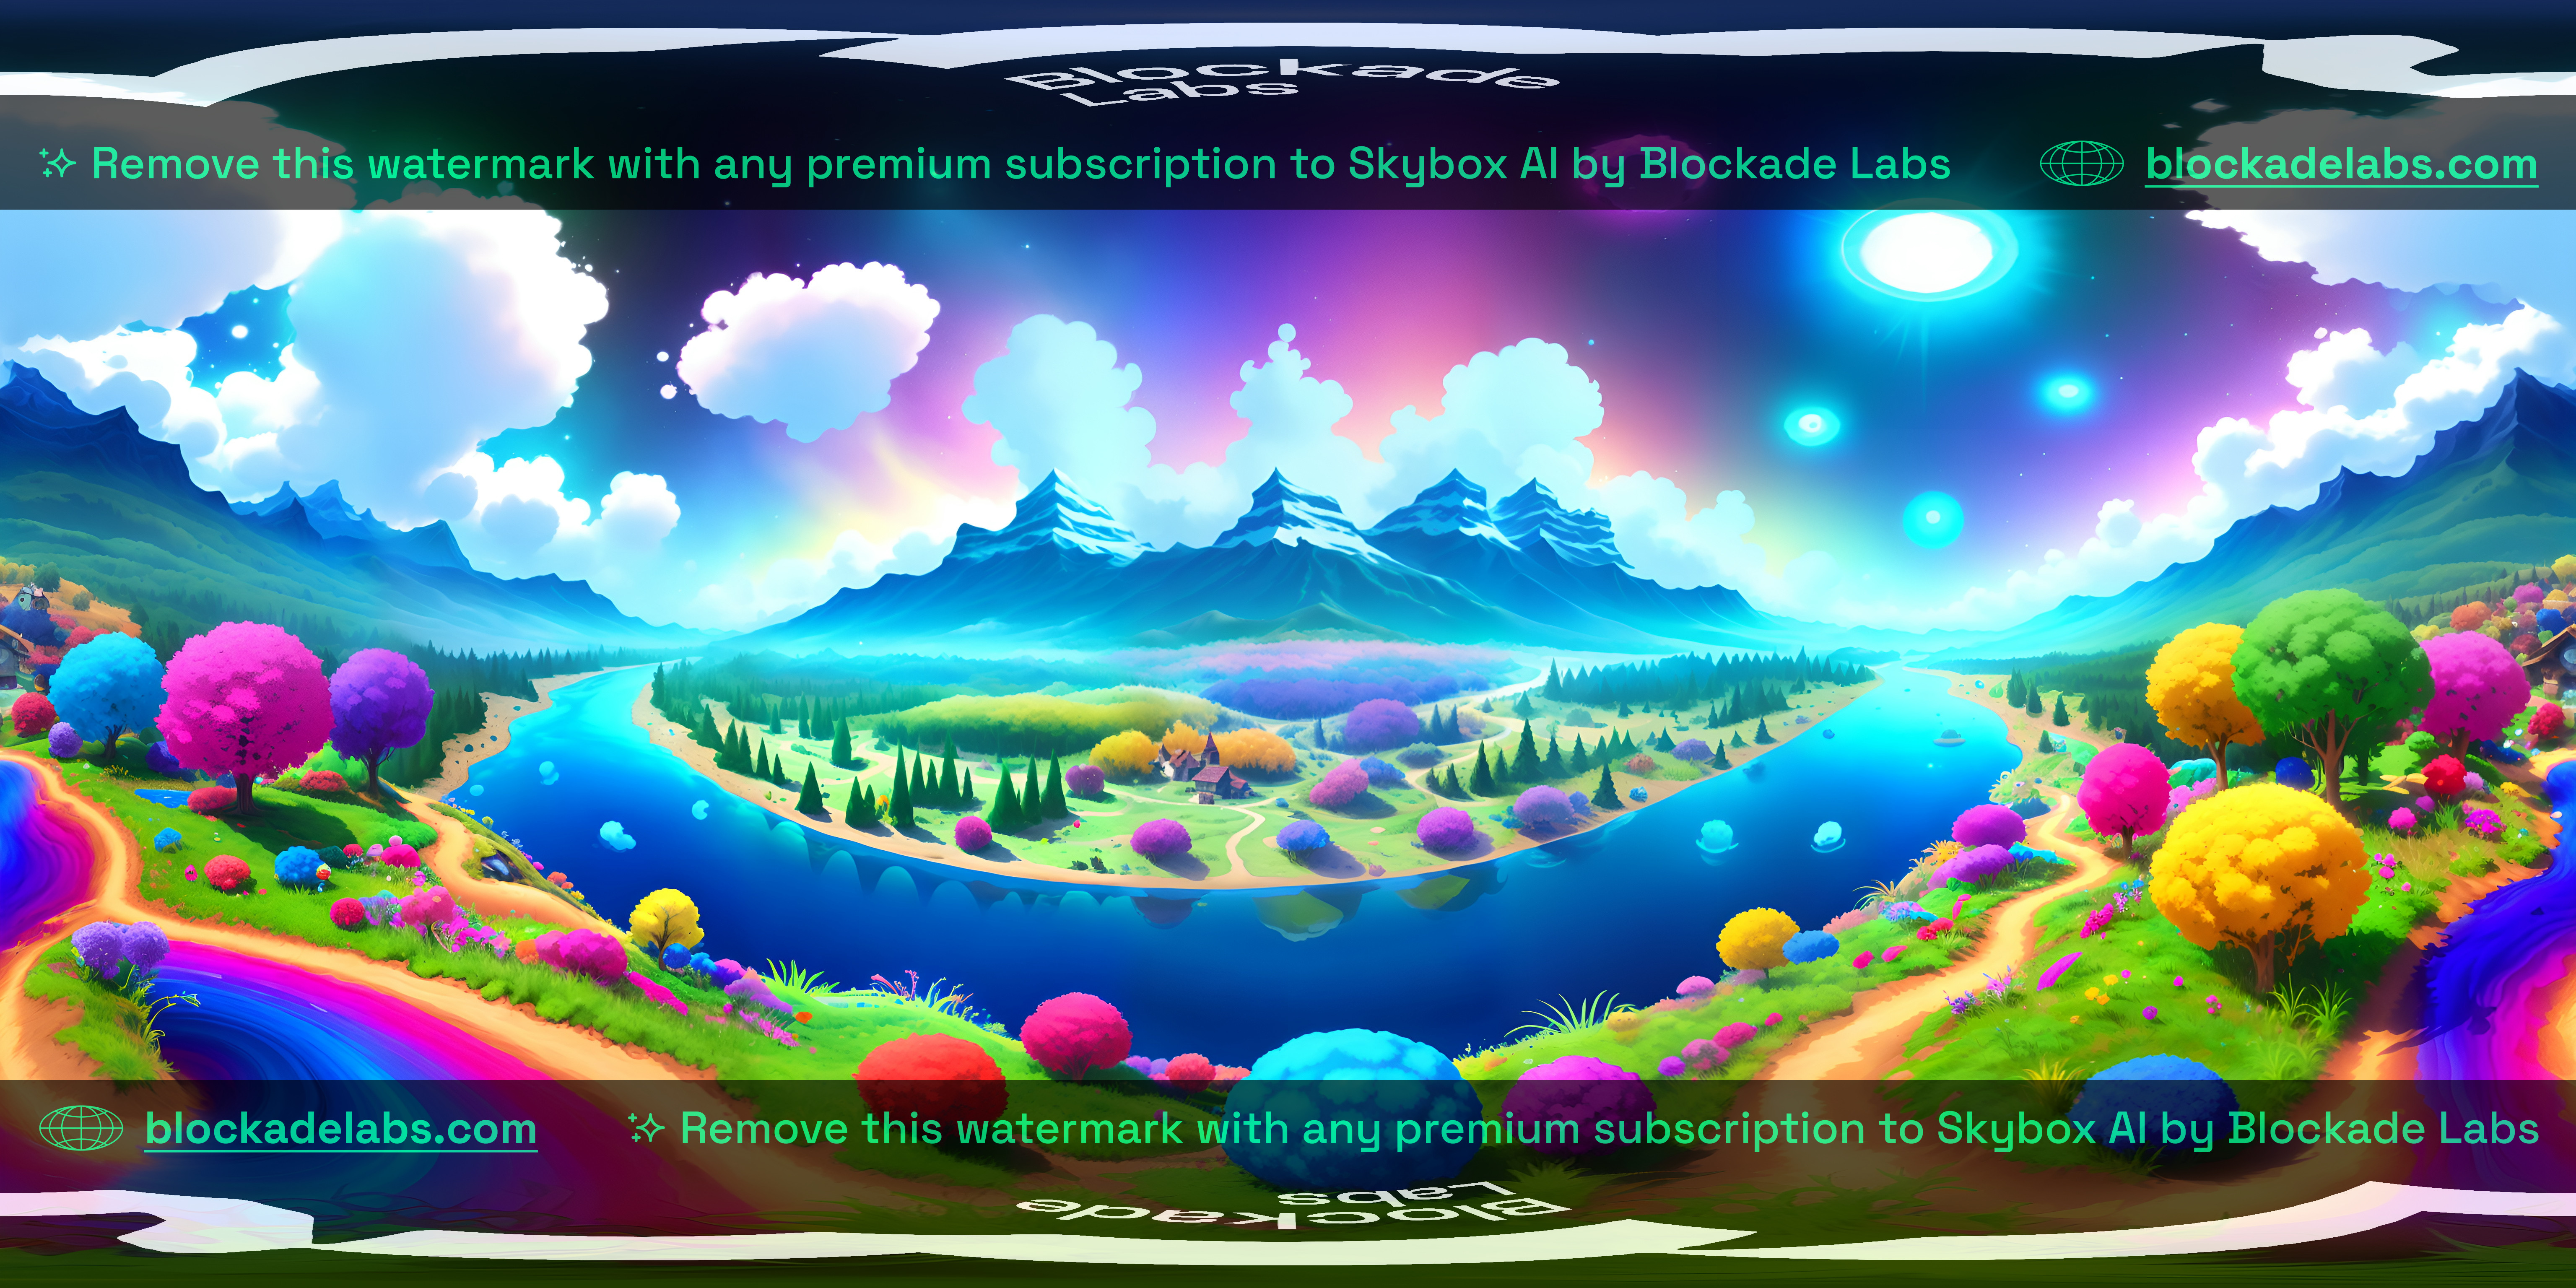 Blockade
Labs
Remove this watermark with any premium subscription to Skybox AI by Blockade Labs
blockadelabs.com
blockadelabs.com
Remove this watermark with any premium subscription to Skybox AI by Blockade Labs
Labs
Blockade